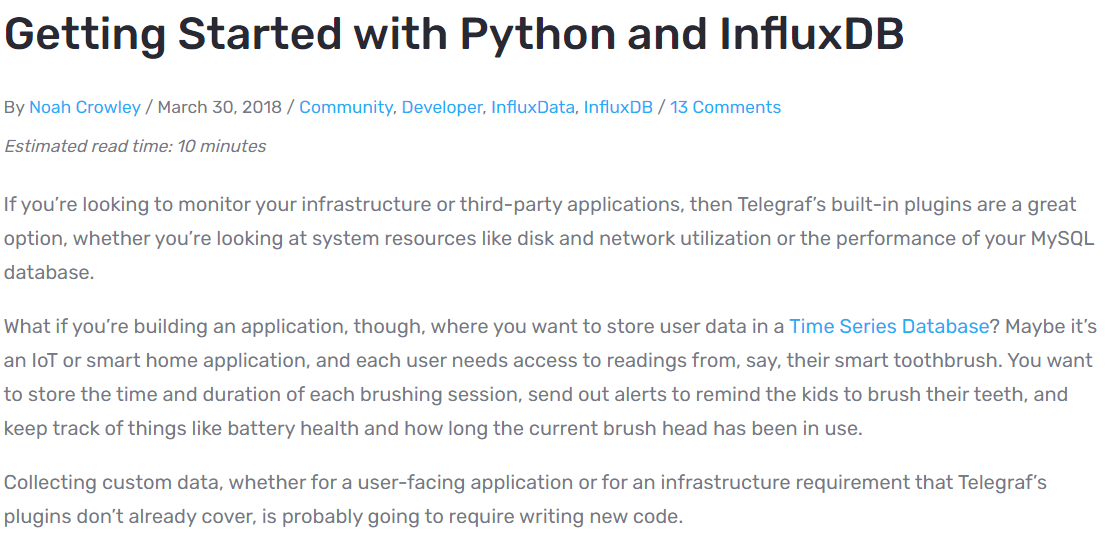 Getting Started with Python and InfluxDB
By Noah Crowley / March 30, 2018 / Community, Developer, InfluxData, InfluxDB / 13 Comments
Estimated read time: 10 minutes
If you’re looking to monitor your infrastructure or third-party applications, then Telegraf’s built-in plugins are a great
option, whether you’re looking at system resources like disk and network utilization or the performance of your MySQL
database.
What if you’re building an application, though, where you want to store user data in a Time Series Database? Maybe it’s
an IoT or smart home application, and each user needs access to readings from, say, their smart toothbrush. You want
to store the time and duration of each brushing session, send out alerts to remind the kids to brush their teeth, and
keep track of things like battery health and how long the current brush head has been in use.
Collecting custom data, whether for a user-facing application or for an infrastructure requirement that Telegraf’s
plugins don’t already cover, is probably going to require writing new code.